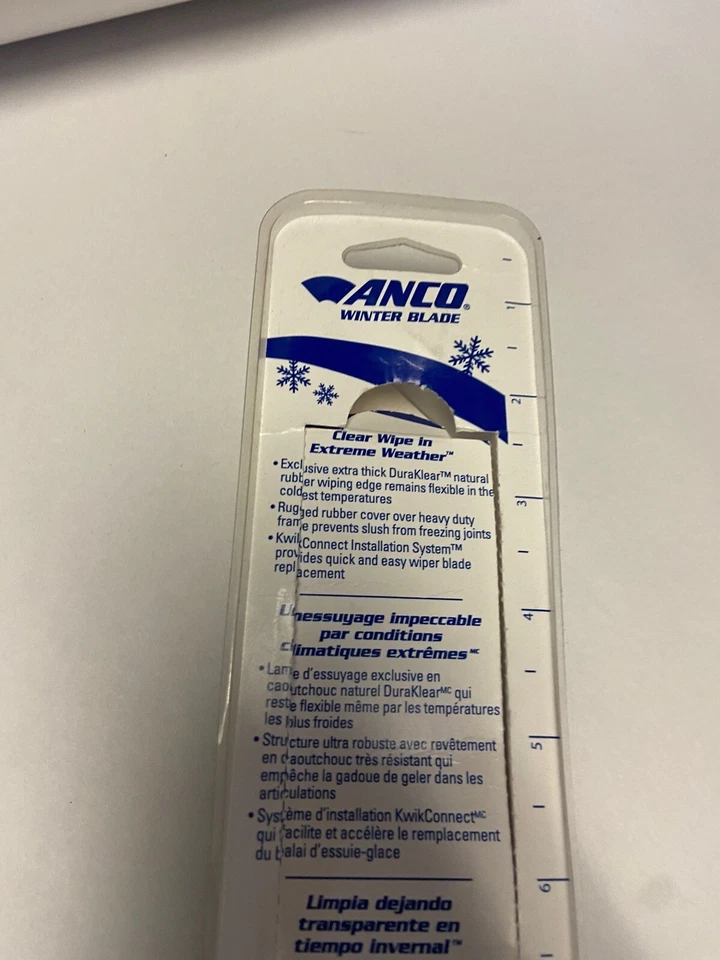 ANCO®
WINTER BLADE
Clear Wipe in
Extreme Weather™
• Exclusive extra thick DuraKlear™ natural
rubber wiping edge remains flexible in the
coldest temperatures
• Rugged rubber cover over heavy duty
frame prevents slush from freezing joints
• KwikConnect Installation System™
provides quick and easy wiper blade
replacement
Unessuyage impeccable
par conditions
climatiques extrêmes MC
• Lame d'essuyage exclusive en
caoutchouc naturel DuraKlear MC qui
reste flexible même par les températures
les plus froides
• Structure ultra robuste avec revêtement
en caoutchouc très résistant qui
empêche la gadoue de geler dans les
articulations
• Système d'installation KwikConnect MC
qui facilite et accélère le remplacement
du balai d'essuie-glace
Limpia dejando
transparente en
tiempo invernal™
1
2
3
4
5
6